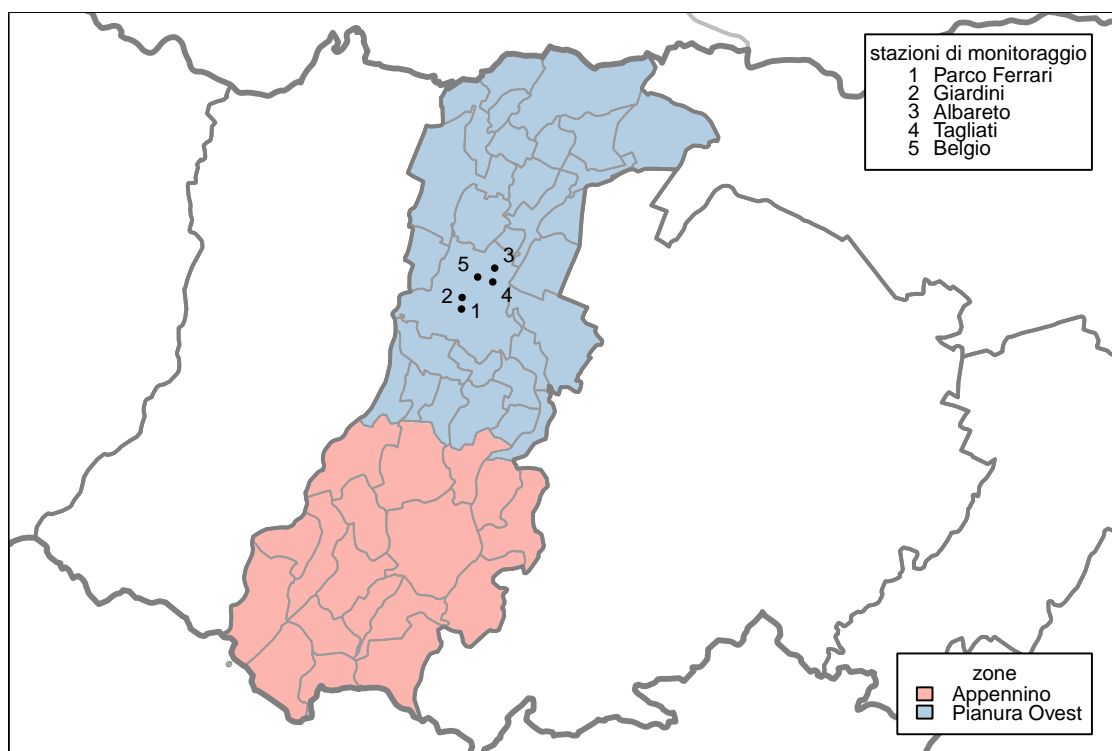 stazioni di monitoraggio
1 Parco Ferrari
2 Giardini
3 Albareto
4 Tagliati
5 Belgio
3
5
4
2
1
zone
Appennino
Pianura Ovest